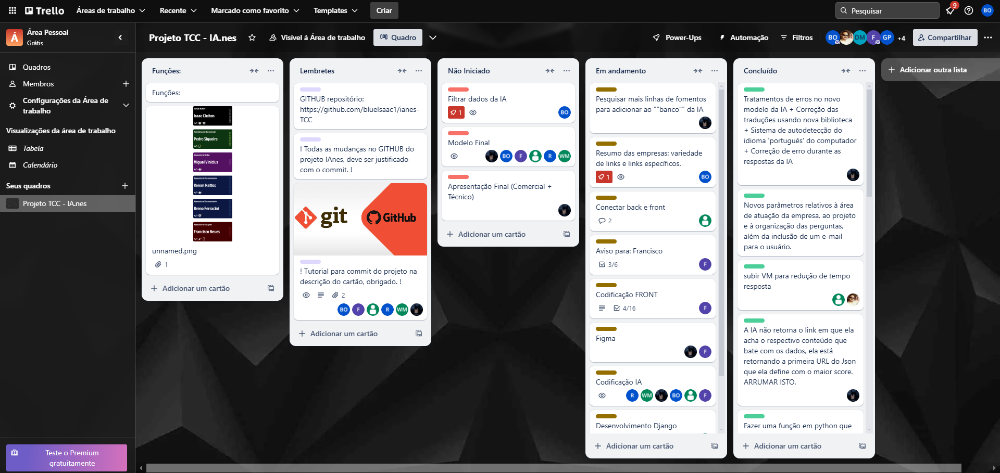 Trello
Áreas de trabalho
Recente
Marcado como favorito
Templates
Criar
Pesquisar
9
BO
Área Pessoal
Grátis
Projeto TCC - IA.nes
Visível à Área de trabalho
Quadro
Power-Ups
Automação
Filtros
BO
DM
F
GP
+4
Compartilhar
Quadros
Membros
Configurações da Área de
trabalho
Visualizações da área de trabalho
Tabela
Calendário
Seus quadros
Projeto TCC - IA.nes
Teste o Premium
gratuitamente
Funções:
Funções:
Scrum Master
Isaac Cleiton
Coordenador Operacional
Pedro Siqueira
Operacional Tester
Miguel Vinicius
Operacional Desenvolvedor
Renan Mattos
Operacional Desenvolvedor
Breno Ferracini
Operacional Designer
Francisco Neves
unnamed.png
1
Adicionar um cartão
Lembretes
GITHUB repositório:
https://github.com/blueIsaac1/ianes-
TCC
! Todas as mudanças no GITHUB do
projeto IAnes, deve ser justificado
com o commit. !
git
GitHub
! Tutorial para commit do projeto na
descrição do cartão, obrigado. !
2
BO
F
R
WM
Adicionar um cartão
Não Iniciado
Filtrar dados da IA
1
BO
Modelo Final
BO
F
R
WM
Apresentação Final (Comercial +
Técnico)
Adicionar um cartão
Em andamento
Pesquisar mais linhas de fomentos
para adicionar ao ""banco"" da IA
Resumo das empresas: variedade
de links e links específicos.
1
BO
Conectar back e front
2
Aviso para: Francisco
3/6
F
Codificação FRONT
4/16
F
Figma
F
Codificação IA
R
WM
BO
F
Desenvolvimento Django
Adicionar um cartão
Concluído
Tratamentos de erros no novo
modelo da IA + Correção das
traduções usando nova biblioteca
+ Sistema de autodetecção do
idioma 'português' do computador
+ Correção de erro durante as
respostas da IA
Novos parâmetros relativos à área
de atuação da empresa, ao projeto
e à organização das perguntas,
além da inclusão de um e-mail
para o usuário.
subir VM para redução de tempo
resposta
A IA não retorna o link em que ela
acha o respectivo conteúdo que
bate com os dados, ela está
retornando a primeira URL do Json
que ela define com o maior score.
ARRUMAR ISTO.
Fazer uma função em python que
Adicionar um cartão
Adicionar outra lista